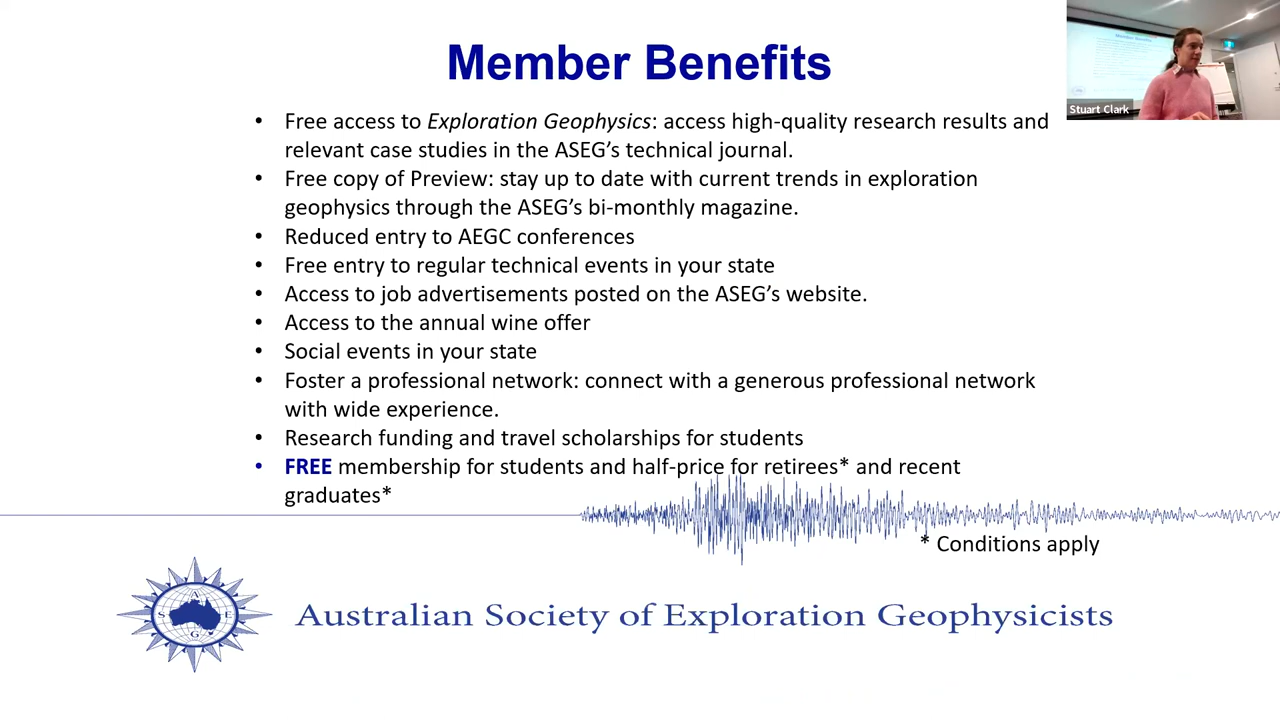 Member Benefits
Stuart Clark
• Free access to Exploration Geophysics: access high-quality research results and
relevant case studies in the ASEG’s technical journal.
• Free copy of Preview: stay up to date with current trends in exploration
geophysics through the ASEG’s bi-monthly magazine.
• Reduced entry to AEGC conferences
• Free entry to regular technical events in your state
• Access to job advertisements posted on the ASEG’s website.
• Access to the annual wine offer
• Social events in your state
• Foster a professional network: connect with a generous professional network
with wide experience.
• Research funding and travel scholarships for students
• FREE membership for students and half-price for retirees* and recent
graduates*
* Conditions apply
A
S E
G
Australian Society of Exploration Geophysicists